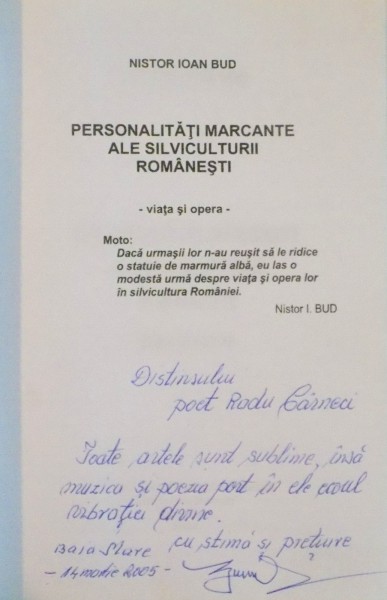 NISTOR IOAN BUD
PERSONALITĂŢI MARCANTE
ALE SILVICULTURII
ROMÂNEŞTI
- viaţa şi opera -
Moto:
Dacă urmaşii lor n-au reuşit să le ridice
o statuie de marmură albă, eu las o
modestă urmă despre viaţa şi opera lor
în silvicultura României.
Nistor I. BUD
Distinsului
poet Radu Cârneci
Toate artele sunt sublime, însă
muzica şi poezia port în ele ecoul
vibraţiei divine.
cu stimă şi preţuire
Baia Mare
- 14 martie 2005 -